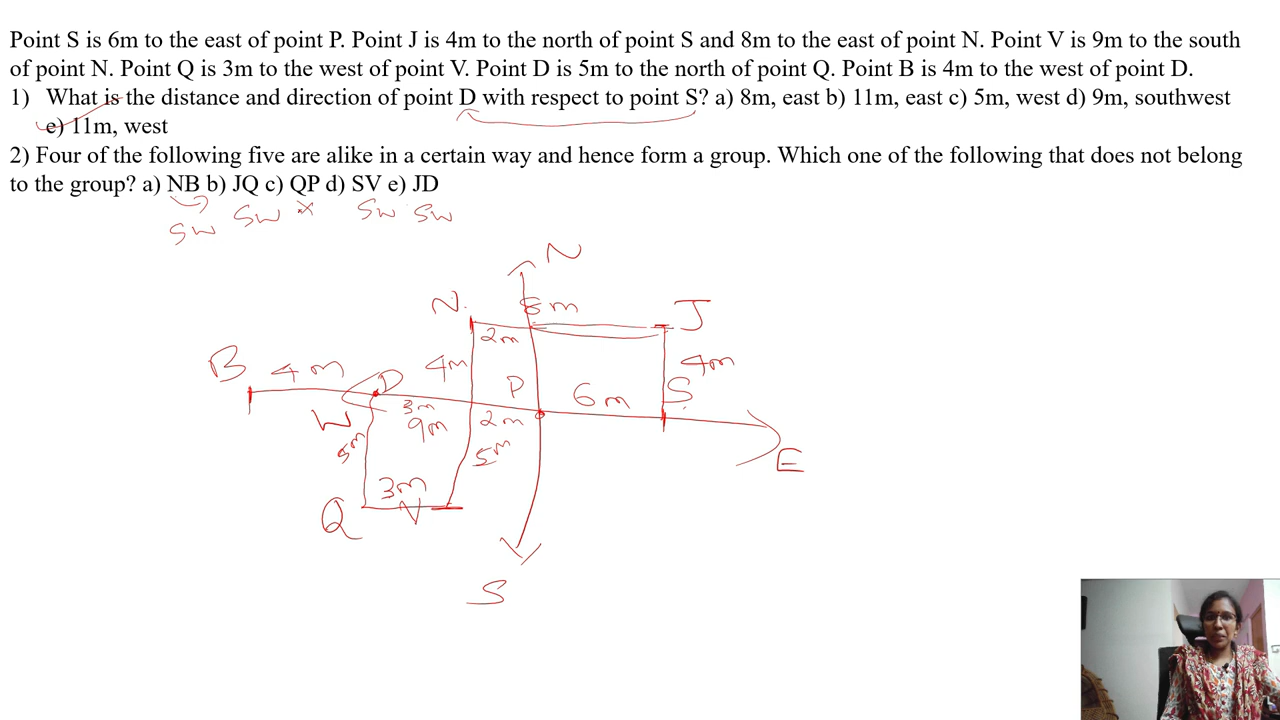 Point S is 6m to the east of point P. Point J is 4m to the north of point S and 8m to the east of point N. Point V is 9m to the south
of point N. Point Q is 3m to the west of point V. Point D is 5m to the north of point Q. Point B is 4m to the west of point D.
1) What is the distance and direction of point D with respect to point S? a) 8m, east b) 11m, east c) 5m, west d) 9m, southwest
e) 11m, west
2) Four of the following five are alike in a certain way and hence form a group. Which one of the following that does not belong
to the group? a) NB b) JQ c) QP d) SV e) JD
SW SW × SW SW
N
N 8m J
2m
B 4m D 4m P 6m S 4m
W 3m 9m 2m
5m 5m E
3m
Q V
S